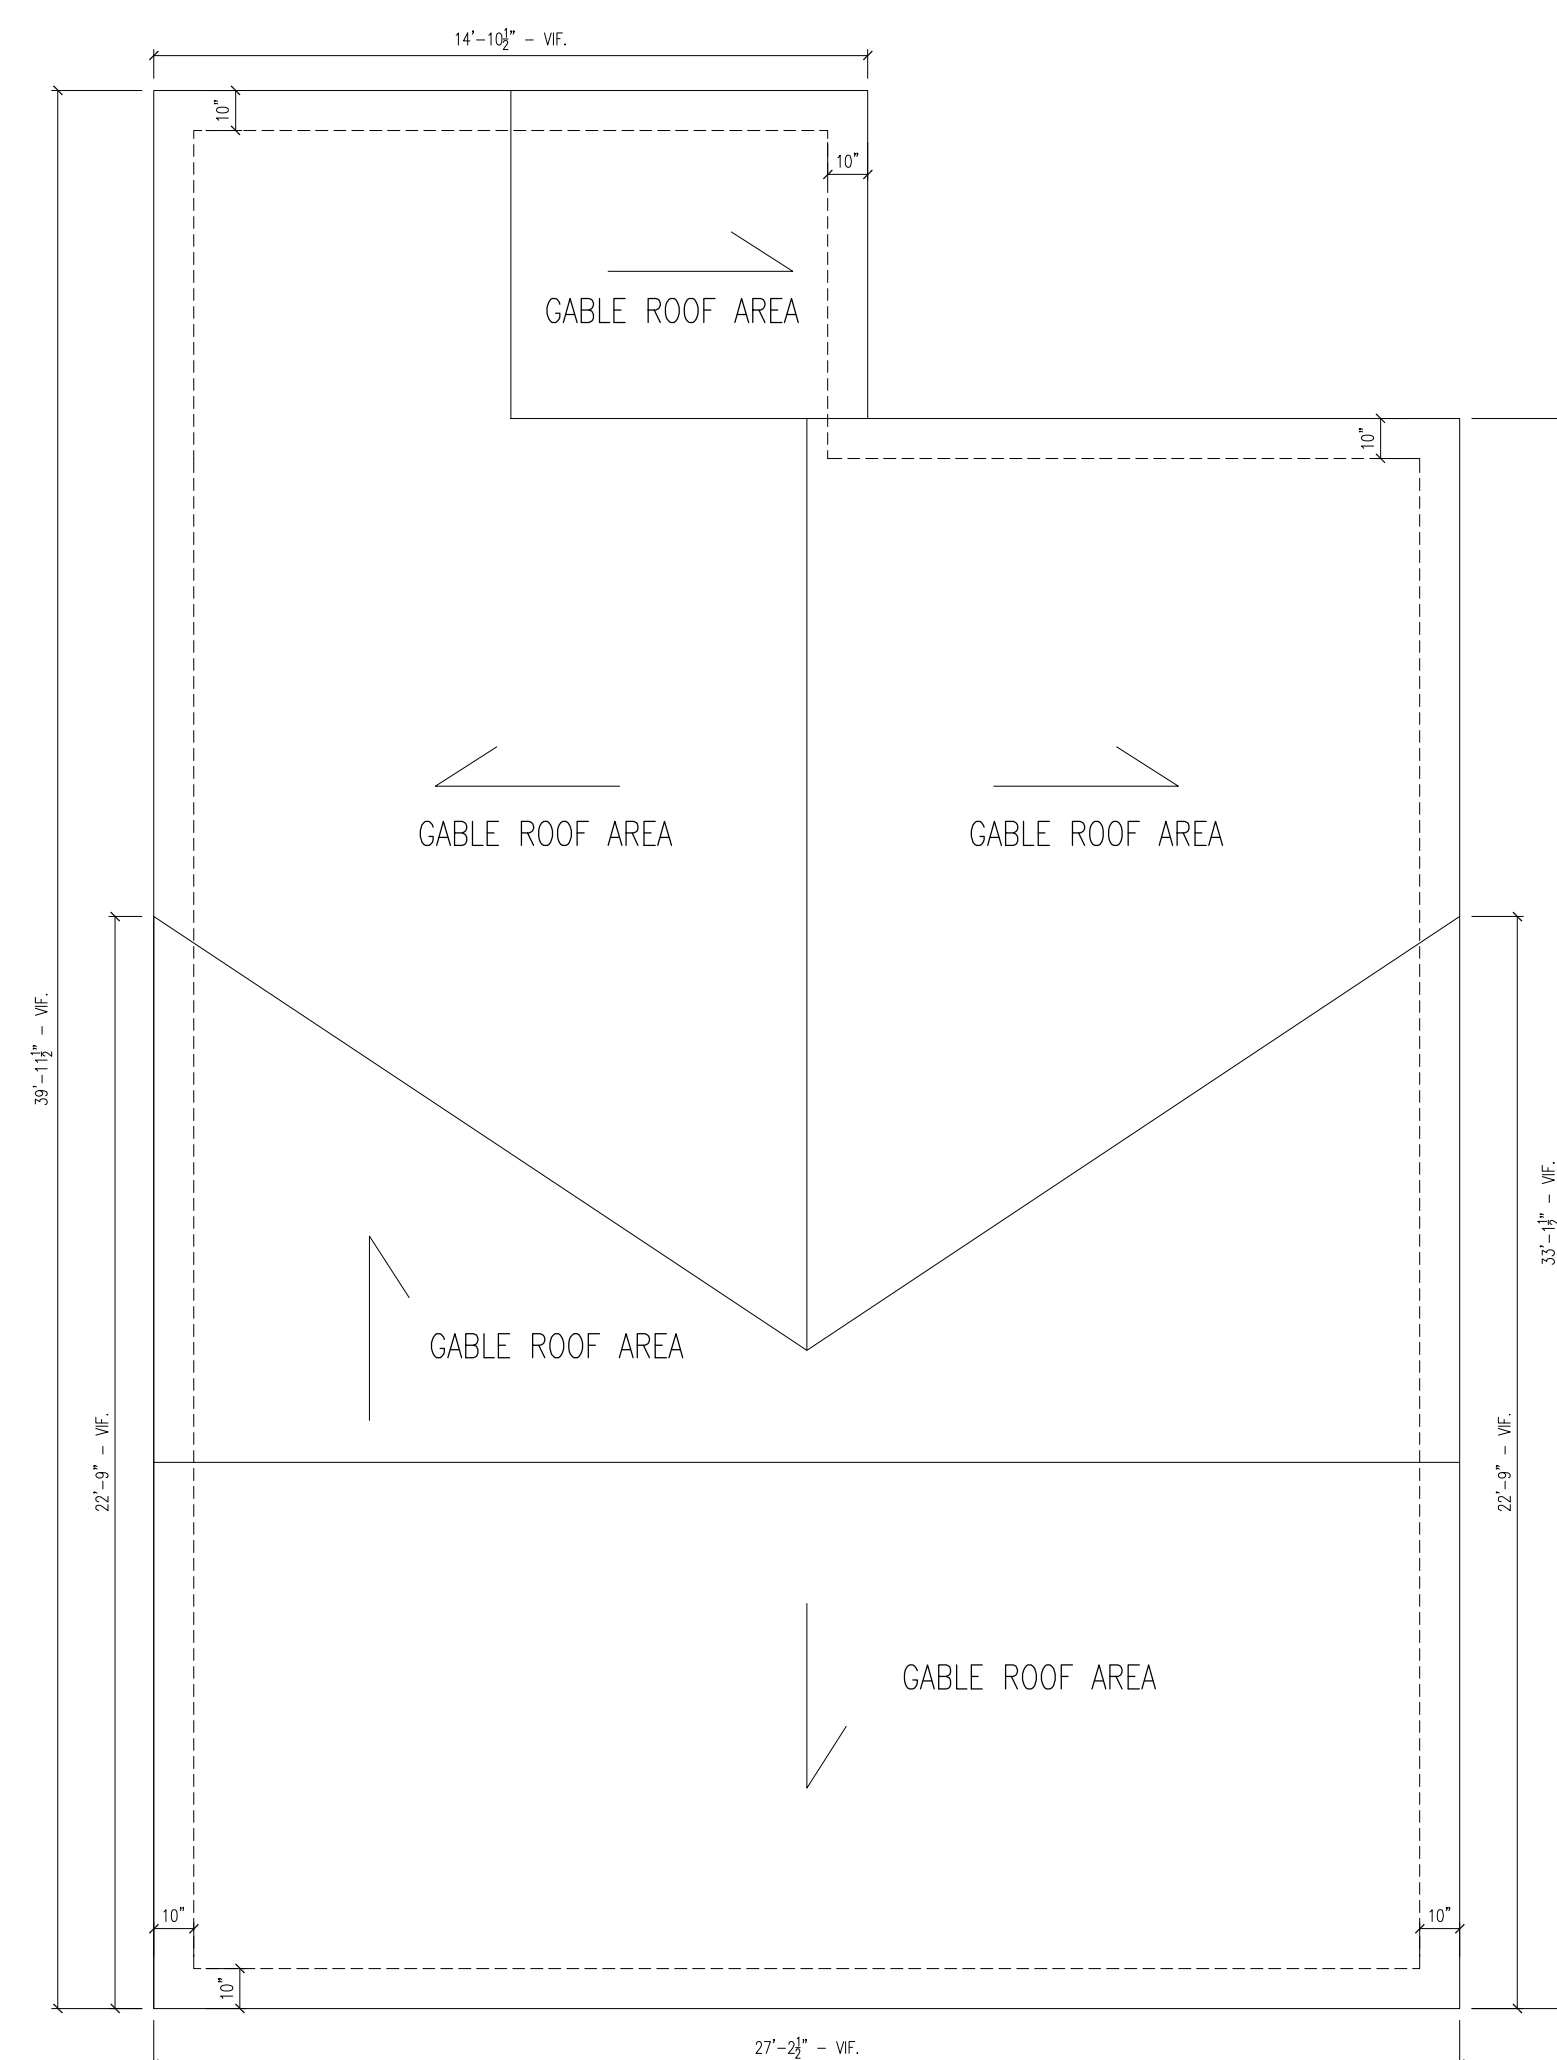 14'-10½" - VIF.
10"
10"
GABLE ROOF AREA
10"
GABLE ROOF AREA
GABLE ROOF AREA
39'-11½" - VIF.
33'-1½" - VIF.
GABLE ROOF AREA
22'-9" - VIF.
22'-9" - VIF.
GABLE ROOF AREA
10"
10"
10"
27'-2½" - VIF.